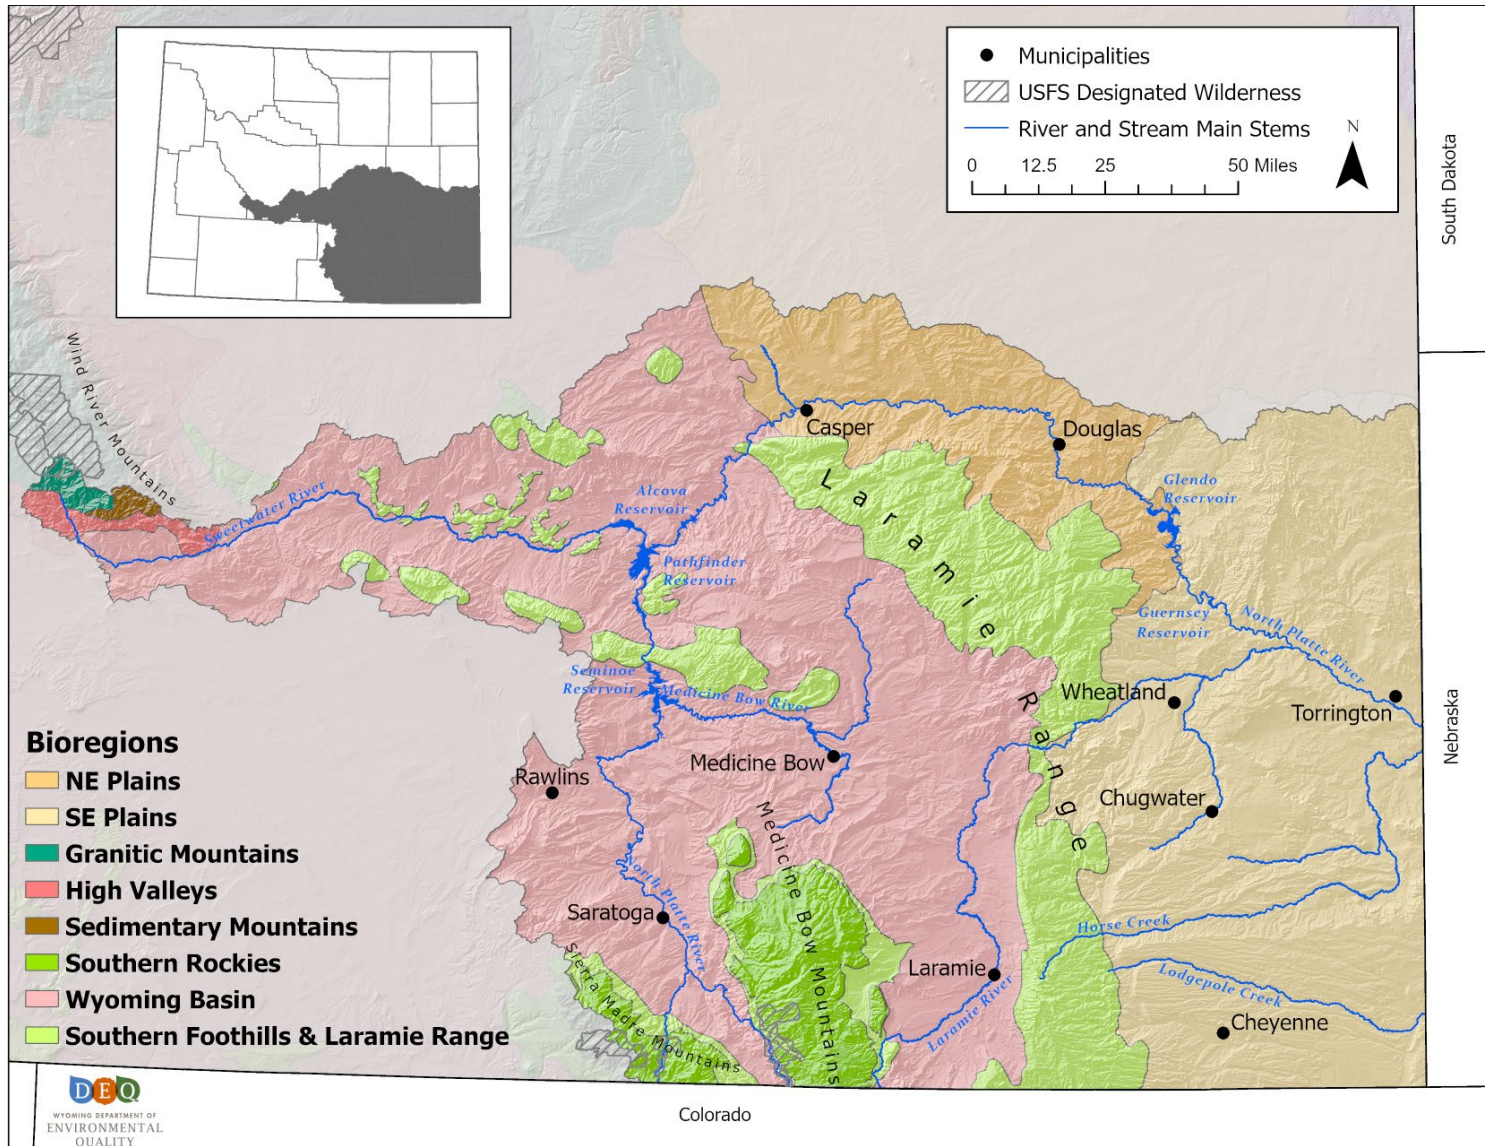 Municipalities
USFS Designated Wilderness
River and Stream Main Stems
N
0 12.5 25 50 Miles
South Dakota
Nebraska
Colorado
Wind River Mountains
Sweetwater River
Casper
Douglas
Glendo
Reservoir
Alcova
Reservoir
Pathfinder
Reservoir
Laramie Range
Guernsey
Reservoir
North Platte River
Seminoe
Reservoir
Medicine Bow River
Wheatland
Torrington
Medicine Bow
Rawlins
Chugwater
Medicine Bow Mountains
North Platte River
Saratoga
Sierra Madre Mountains
Laramie
Laramie River
Horse Creek
Lodgepole Creek
Cheyenne
Bioregions
NE Plains
SE Plains
Granitic Mountains
High Valleys
Sedimentary Mountains
Southern Rockies
Wyoming Basin
Southern Foothills & Laramie Range
DEQ
WYOMING DEPARTMENT OF
ENVIRONMENTAL
QUALITY